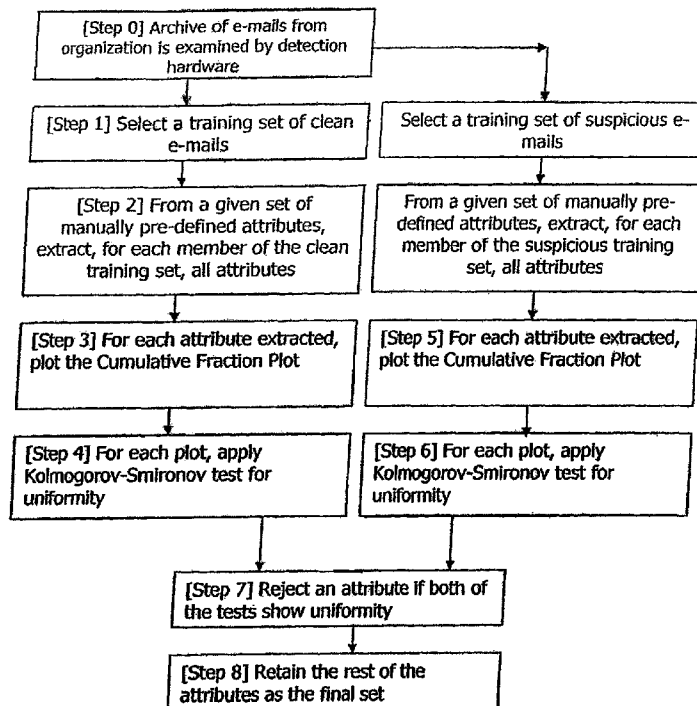 [Step 0] Archive of e-mails from
organization is examined by detection
hardware
[Step 1] Select a training set of clean
e-mails
Select a training set of suspicious e-
mails
[Step 2] From a given set of
manually pre-defined attributes,
extract, for each member of the clean
training set, all attributes
From a given set of manually pre-
defined attributes, extract, for each
member of the suspicious training
set, all attributes
[Step 3] For each attribute extracted,
plot the Cumulative Fraction Plot
[Step 5] For each attribute extracted,
plot the Cumulative Fraction Plot
[Step 4] For each plot, apply
Kolmogorov-Smironov test for
uniformity
[Step 6] For each plot, apply
Kolmogorov-Smironov test for
uniformity
[Step 7] Reject an attribute if both of
the tests show uniformity
[Step 8] Retain the rest of the
attributes as the final set